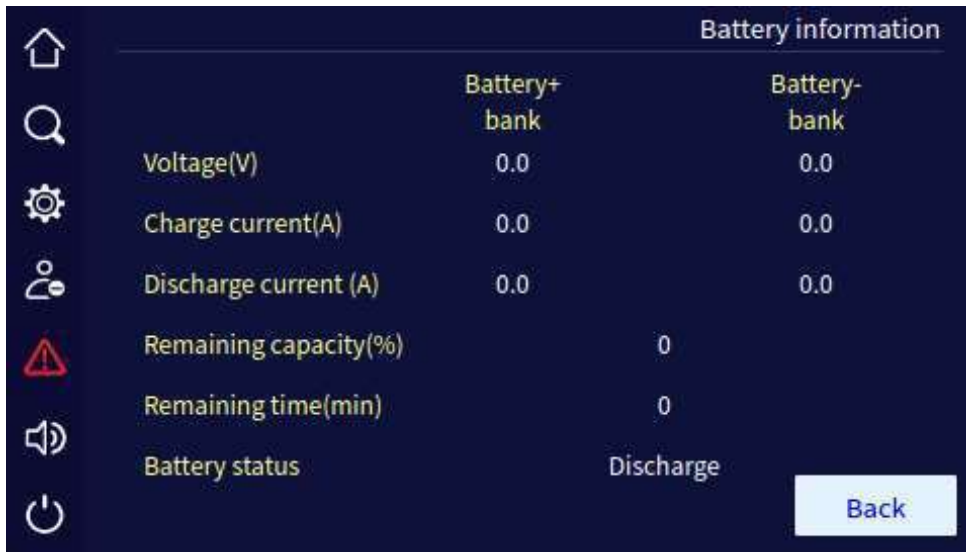 Battery information
Battery+ bank Battery- bank
Voltage(V) 0.0 0.0
Charge current(A) 0.0 0.0
Discharge current (A) 0.0 0.0
Remaining capacity(%) 0
Remaining time(min) 0
Battery status Discharge
Back